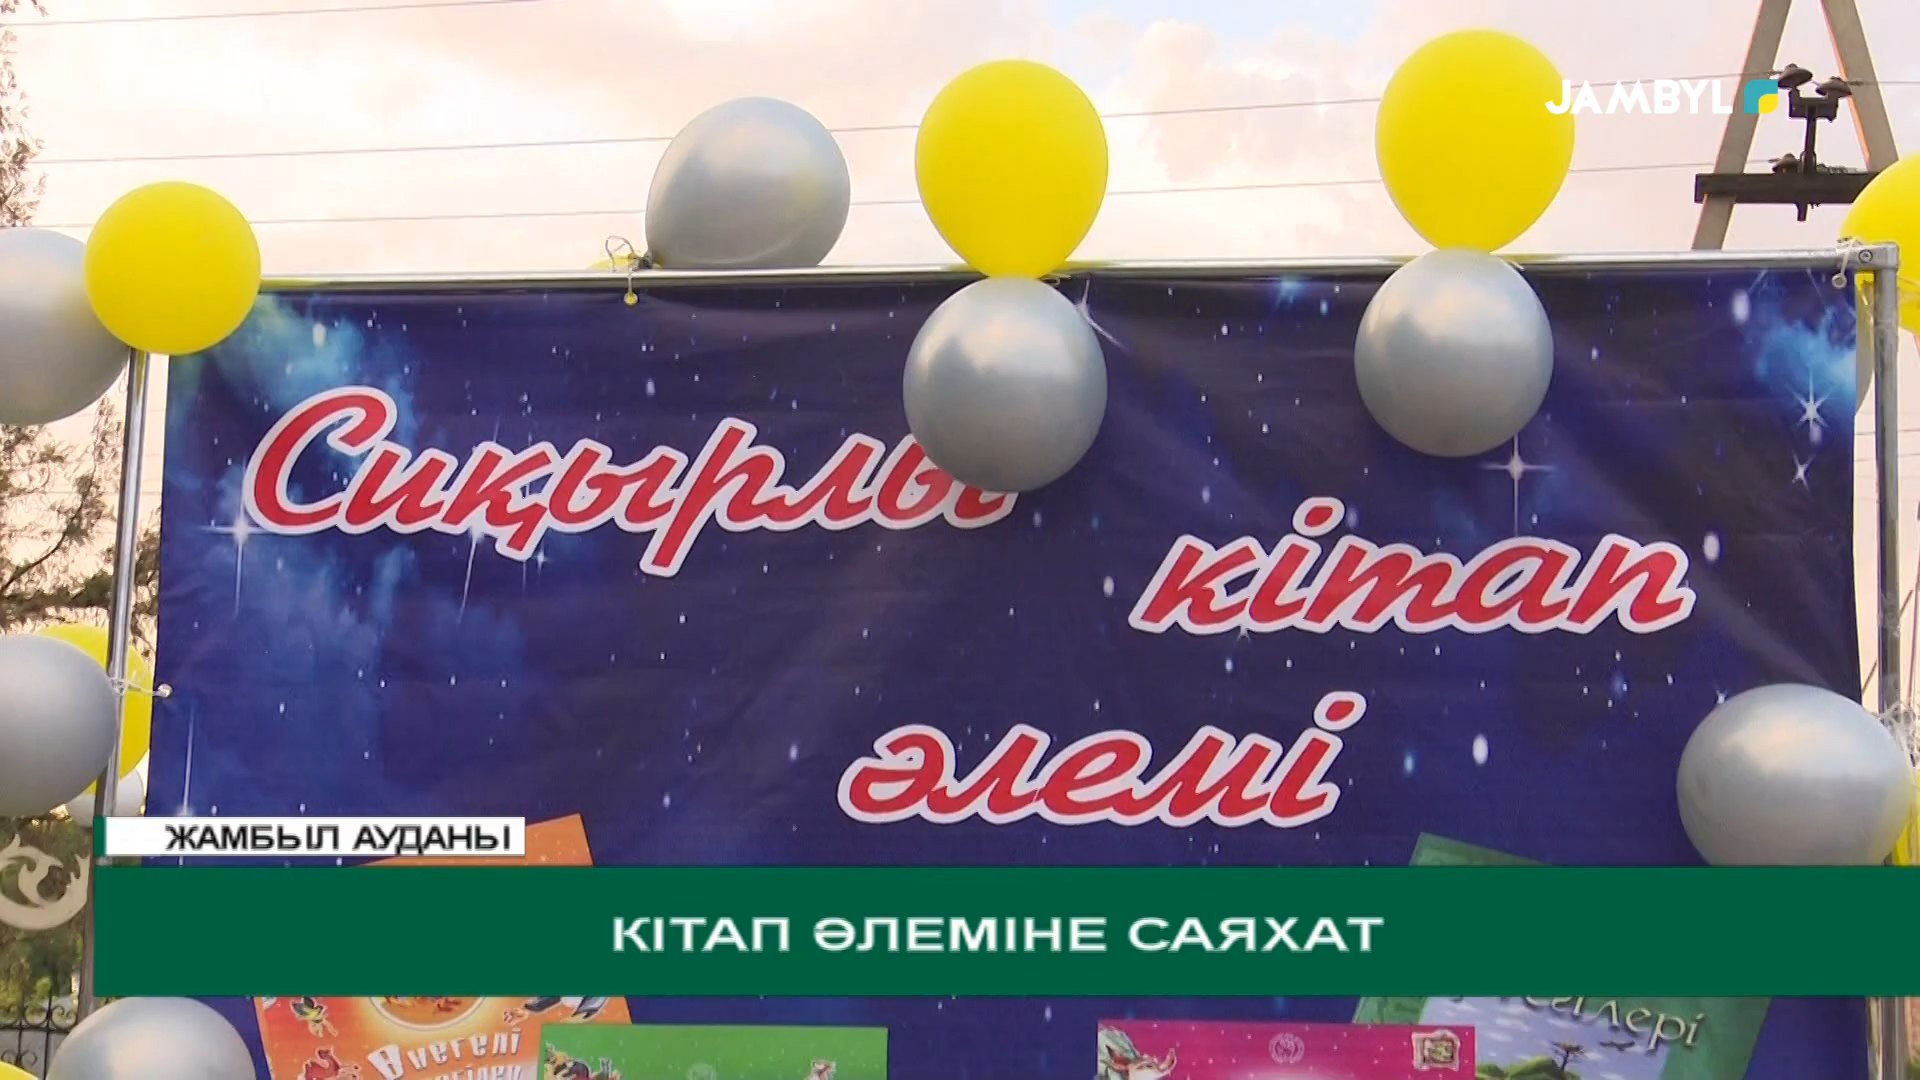 JAMBYL
Сиқырлы
кітап
әлемі
ЖАМБЫЛ АУДАНЫ
КІТАП ӘЛЕМІНЕ САЯХАТ